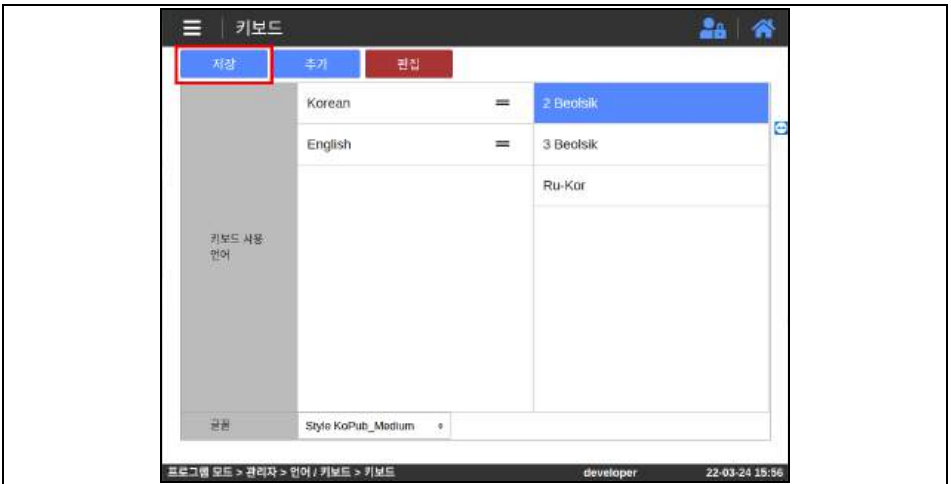 키보드
저장 추가 편집
Korean 2 Beolsik
English 3 Beolsik
Ru-Kor
키보드 사용
언어
글꼴 Style KoPub_Medium
프로그램 모드 > 관리자 > 언어 / 키보드 > 키보드 developer 22-03-24 15:56